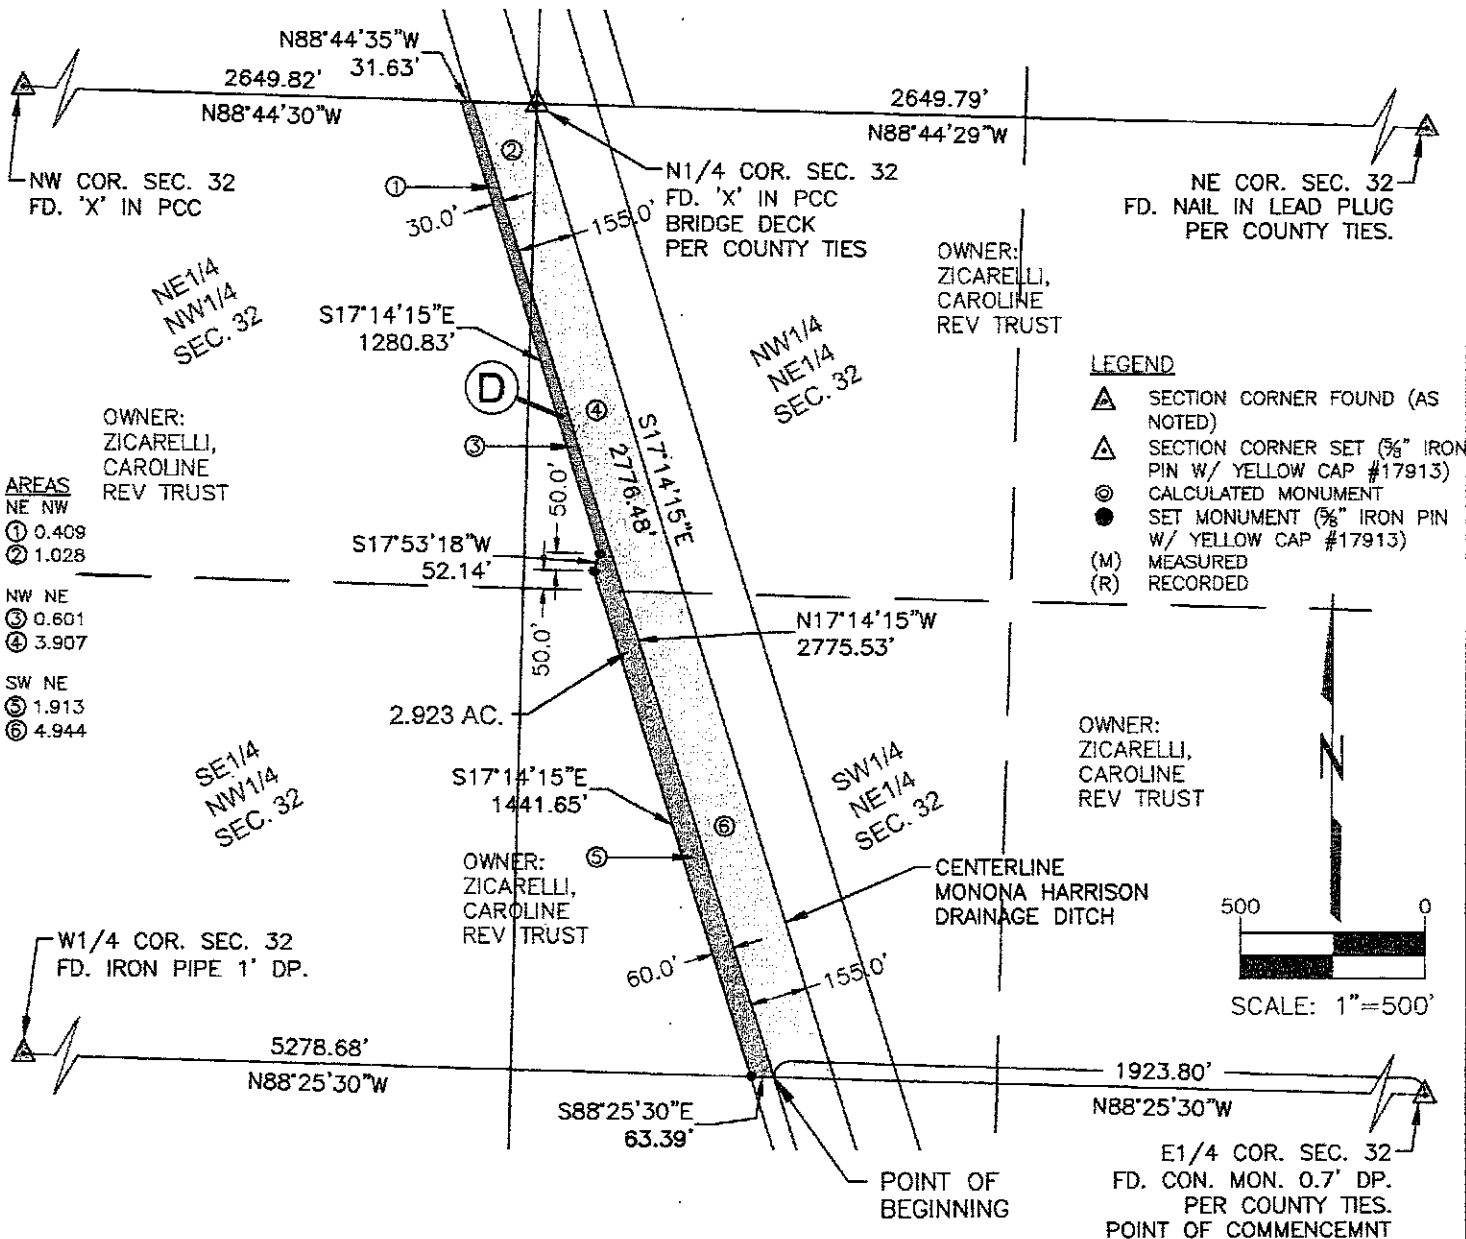 N88°44'35"W
31.63'
2649.82'
N88°44'30"W
2649.79'
N88°44'29"W
NW COR. SEC. 32
FD. 'X' IN PCC
N1/4 COR. SEC. 32
FD. 'X' IN PCC
BRIDGE DECK
PER COUNTY TIES
NE COR. SEC. 32
FD. NAIL IN LEAD PLUG
PER COUNTY TIES.
①
②
30.0'
155.0'
NE1/4
NW1/4
SEC. 32
OWNER:
ZICARELLI,
CAROLINE
REV TRUST
S17°14'15"E
1280.83'
NW1/4
NE1/4
SEC. 32
D
LEGEND
SECTION CORNER FOUND (AS
NOTED)
SECTION CORNER SET (⅝" IRON
PIN W/ YELLOW CAP #17913)
CALCULATED MONUMENT
SET MONUMENT (⅝" IRON PIN
W/ YELLOW CAP #17913)
(M) MEASURED
(R) RECORDED
OWNER:
ZICARELLI,
CAROLINE
REV TRUST
③
④
S17°14'15"E
2776.48'
50.0'
AREAS
NE NW
① 0.409
② 1.028
NW NE
③ 0.601
④ 3.907
SW NE
⑤ 1.913
⑥ 4.944
S17°53'18"W
52.14'
50.0'
N17°14'15"W
2775.53'
2.923 AC.
SE1/4
NW1/4
SEC. 32
S17°14'15"E
1441.65'
SW1/4
NE1/4
SEC. 32
OWNER:
ZICARELLI,
CAROLINE
REV TRUST
N
⑤
⑥
OWNER:
ZICARELLI,
CAROLINE
REV TRUST
CENTERLINE
MONONA HARRISON
DRAINAGE DITCH
500 0
SCALE: 1"=500'
W1/4 COR. SEC. 32
FD. IRON PIPE 1' DP.
60.0'
155.0'
5278.68'
N88°25'30"W
1923.80'
N88°25'30"W
S88°25'30"E
63.39'
POINT OF
BEGINNING
E1/4 COR. SEC. 32
FD. CON. MON. 0.7' DP.
PER COUNTY TIES.
POINT OF COMMENCEMNT